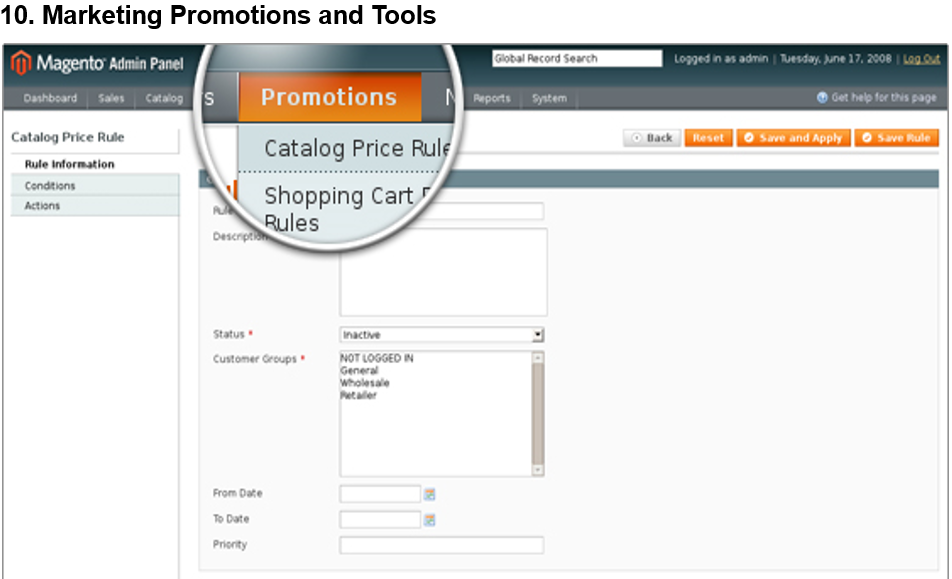 10. Marketing Promotions and Tools
Magento Admin Panel
Global Record Search
Logged in as admin | Tuesday, June 17, 2008 | Log Out
Dashboard Sales Catalog
Promotions
Reports System
Get help for this page
Catalog Price Rule
Shopping Cart
Rules
Catalog Price Rule
Rule Information
Conditions
Actions
Back Reset Save and Apply Save Rule
Rule
Description
Status *
Inactive
Customer Groups *
NOT LOGGED IN
General
Wholesale
Retailer
From Date
To Date
Priority